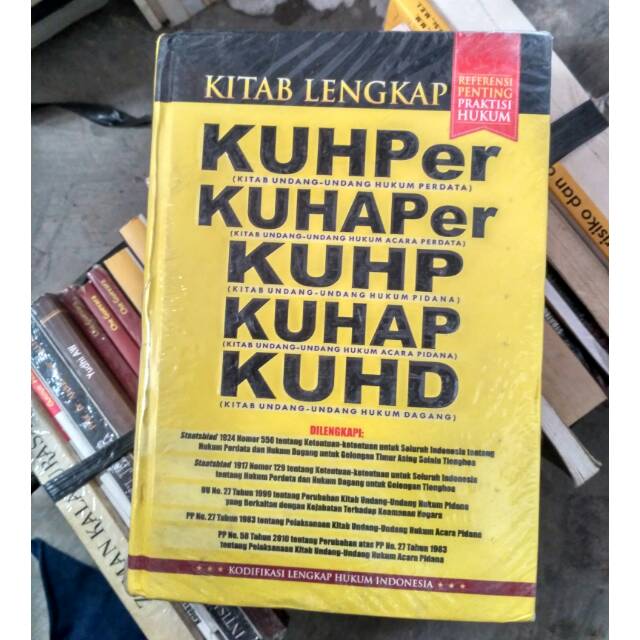 KITAB LENGKAP
REFERENSI
PENTING
PRAKTISI
HUKUM
KUHPer
(KITAB UNDANG-UNDANG HUKUM PERDATA)
KUHAPer
(KITAB UNDANG-UNDANG HUKUM ACARA PERDATA)
KUHP
(KITAB UNDANG-UNDANG HUKUM PIDANA)
KUHAP
(KITAB UNDANG-UNDANG HUKUM ACARA PIDANA)
KUHD
(KITAB UNDANG-UNDANG HUKUM DAGANG)
DILENGKAPI:
Staatsblad 1924 Nomor 556 tentang Ketentuan-ketentuan untuk Seluruh Indonesia tentang
Hukum Perdata dan Hukum Dagang untuk Golongan Timur Asing Selain Tionghoa
Staatsblad 1917 Nomor 129 tentang Ketentuan-ketentuan untuk Seluruh Indonesia
tentang Hukum Perdata dan Hukum Dagang untuk Golongan Tionghoa
UU No. 27 Tahun 1999 tentang Perubahan Kitab Undang-Undang Hukum Pidana
yang Berkaitan dengan Kejahatan Terhadap Keamanan Negara
PP No. 27 Tahun 1983 tentang Pelaksanaan Kitab Undang-Undang Hukum Acara Pidana
PP No. 58 Tahun 2010 tentang Perubahan atas PP No. 27 Tahun 1983
tentang Pelaksanaan Kitab Undang-Undang Hukum Acara Pidana
KODIFIKASI LENGKAP HUKUM INDONESIA
risiko dan
Yudhi AW